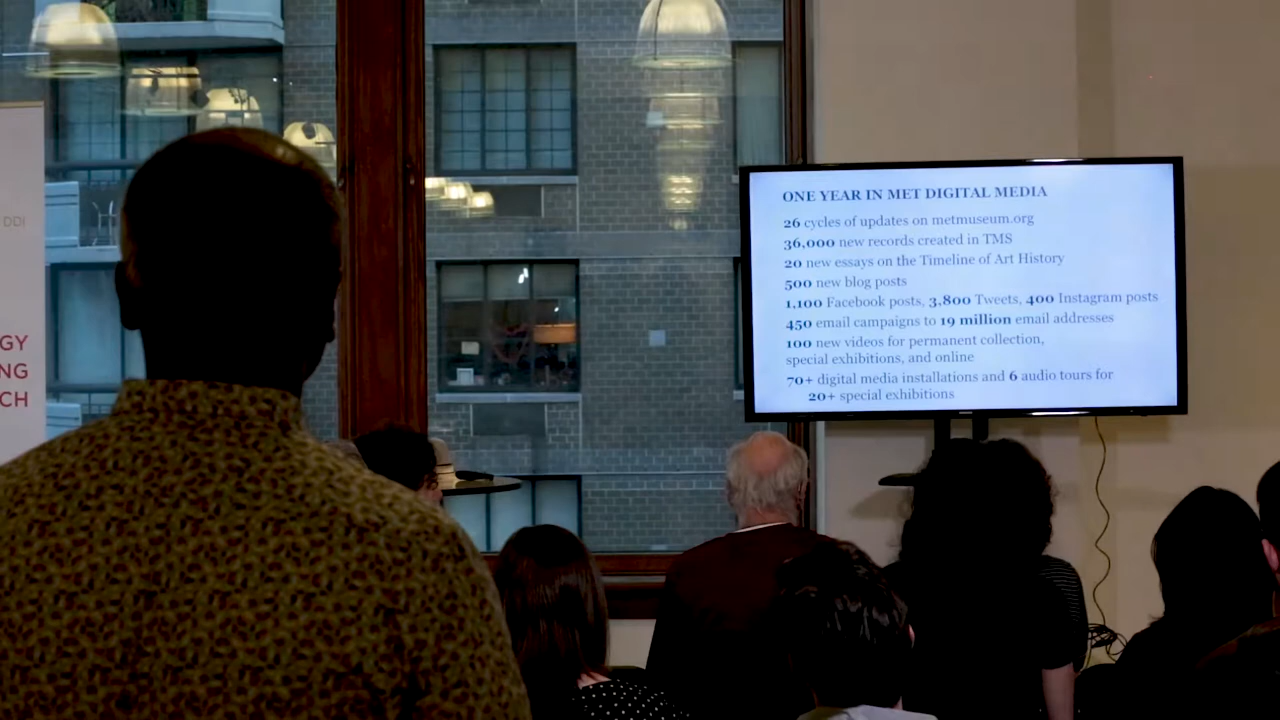 DDI
GY
NG
CH
ONE YEAR IN MET DIGITAL MEDIA
26 cycles of updates on metmuseum.org
36,000 new records created in TMS
20 new essays on the Timeline of Art History
500 new blog posts
1,100 Facebook posts, 3,800 Tweets, 400 Instagram posts
450 email campaigns to 19 million email addresses
100 new videos for permanent collection,
special exhibitions, and online
70+ digital media installations and 6 audio tours for
20+ special exhibitions